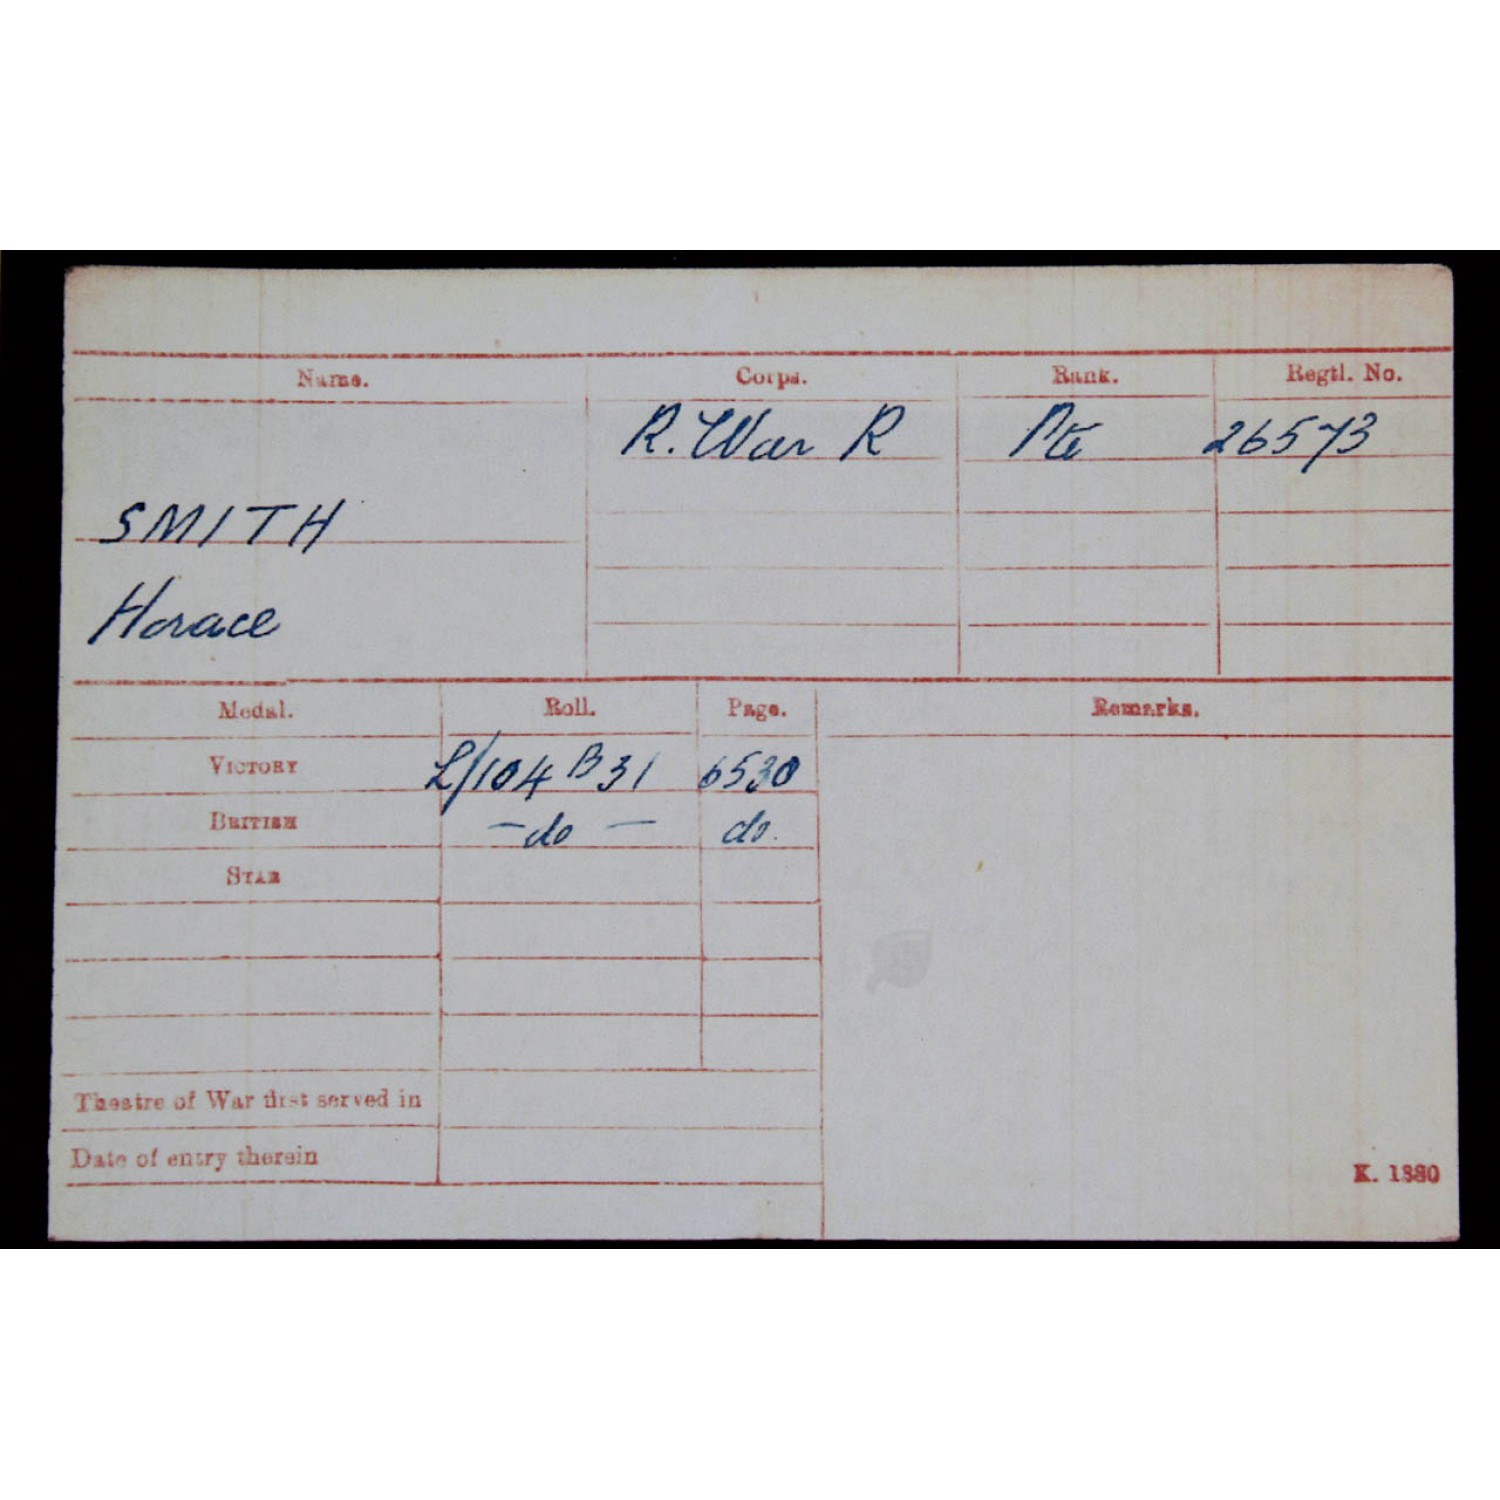 Name. Corps. Rank. Regtl. No.
R. War R Pte 26573
SMITH
Horace
Medal. Roll. Page. Remarks.
VICTORY L/104 B31 6530
BRITISH - do - do.
STAR
Theatre of War first served in
Date of entry therein
K. 1380